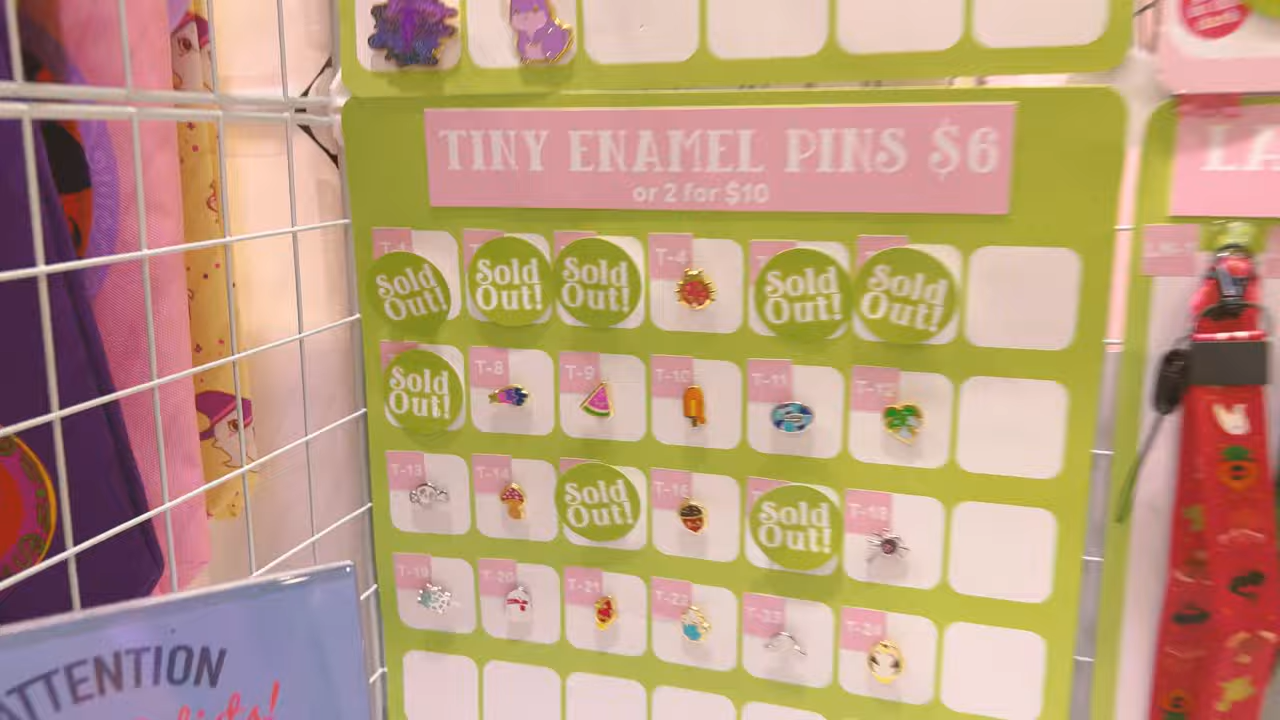 TINY ENAMEL PINS $6
or 2 for $10
Sold Out!
Sold Out!
Sold Out!
T-4
Sold Out!
Sold Out!
Sold Out!
T-8
T-9
T-10
T-11
T-12
T-13
T-14
Sold Out!
T-16
Sold Out!
T-18
T-19
T-20
T-21
T-22
T-23
T-24
ATTENTION
LA